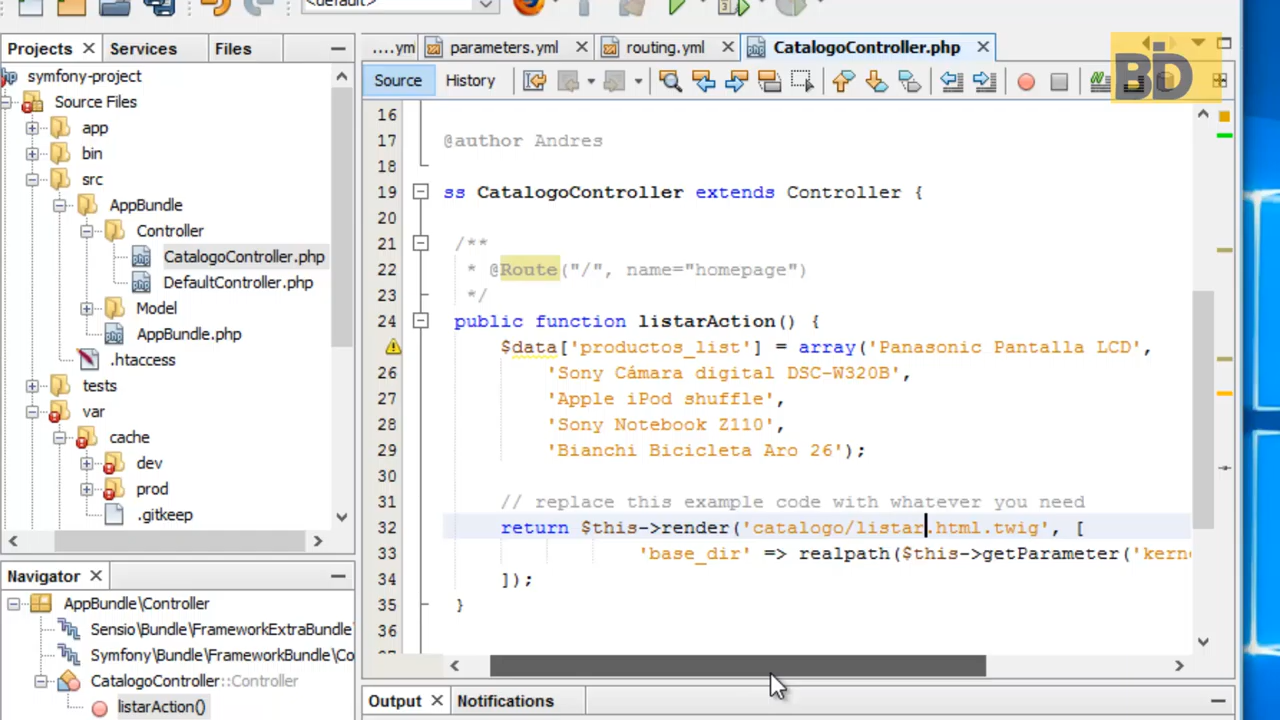 <default>
Projects
Services
Files
....ym
parameters.yml
routing.yml
CatalogoController.php
BD
Source
History
symfony-project
Source Files
app
bin
src
AppBundle
Controller
CatalogoController.php
DefaultController.php
Model
AppBundle.php
.htaccess
tests
var
cache
dev
prod
.gitkeep
16
17 @author Andres
18
19 ss CatalogoController extends Controller {
20
21 /**
22 * @Route("/", name="homepage")
23 */
24 public function listarAction() {
$data['productos_list'] = array('Panasonic Pantalla LCD',
26 'Sony Cámara digital DSC-W320B',
27 'Apple iPod shuffle',
28 'Sony Notebook Z110',
29 'Bianchi Bicicleta Aro 26');
30
31 // replace this example code with whatever you need
32 return $this->render('catalogo/listar.html.twig', [
33 'base_dir' => realpath($this->getParameter('kern
34 ]);
35 }
36
Navigator
AppBundle\Controller
Sensio\Bundle\FrameworkExtraBundle
Symfony\Bundle\FrameworkBundle\Co
CatalogoController::Controller
listarAction()
Output
Notifications